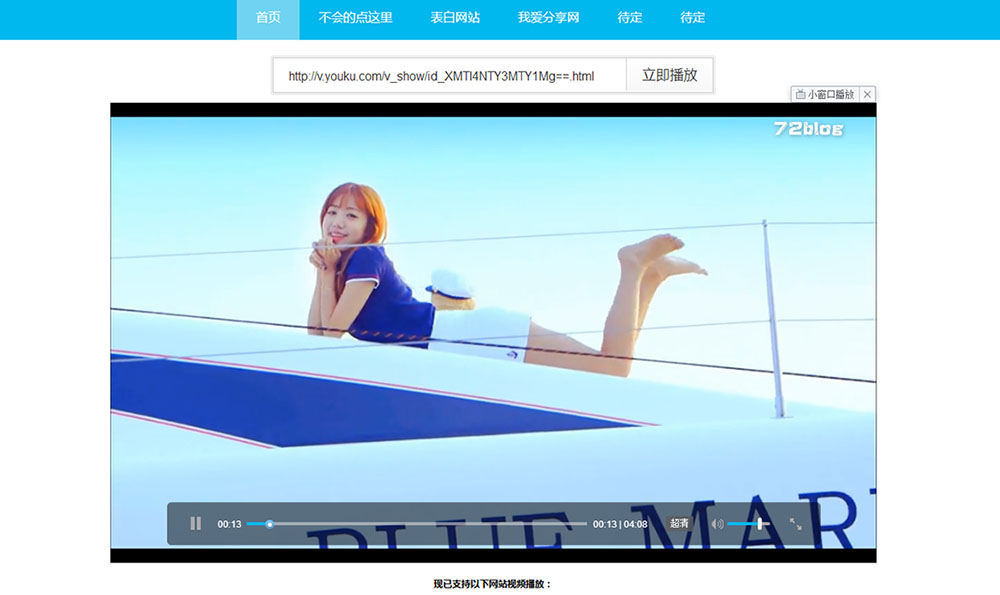 首页 不会的点这里 表白网站 我爱分享网 待定 待定
http://v.youku.com/v_show/id_XMTI4NTY3MTY1Mg==.html 立即播放
小窗口播放
72blog
BLUE MAR
00:13 00:13 | 04:08 超清
现已支持以下网站视频播放：